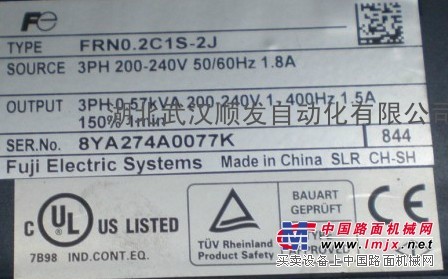 Fe
TYPE FRN0.2C1S-2J
SOURCE 3PH 200-240V 50/60Hz 1.8A
OUTPUT 3PH 0.57kVA 200-240V 1-400Hz 1.5A
150% 1min
湖北武汉顺发自动化有限公司
SER.No. 8YA274A0077K 844
Fuji Electric Systems Made in China SLR CH-SH
C UL US LISTED
7B98 IND.CONT.EQ.
TÜV Rheinland
Product Safety
BAUART
GEPRÜFT
TYPE
中国路面机械网
www.lmjx.net
买卖设备上中国路面机械网